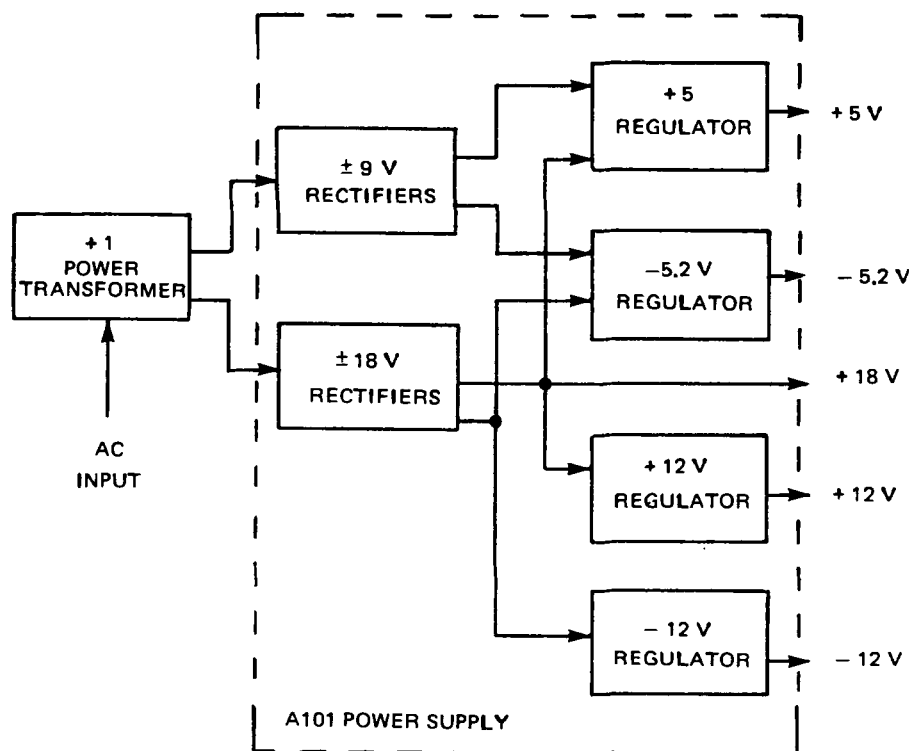 + 5
REGULATOR
+ 5 V
± 9 V
RECTIFIERS
+ 1
POWER
TRANSFORMER
−5.2 V
REGULATOR
− 5.2 V
± 18 V
RECTIFIERS
+ 18 V
AC
INPUT
+ 12 V
REGULATOR
+ 12 V
− 12 V
REGULATOR
− 12 V
A101 POWER SUPPLY